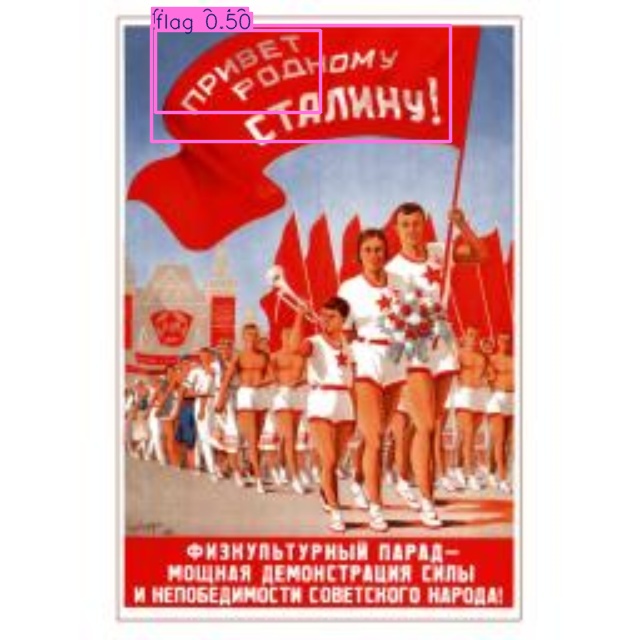 flag 0.50
ПРИВЕТ
РОДНОМУ
СТАЛИНУ!
ФИЗКУЛЬТУРНЫЙ ПАРАД—
МОЩНАЯ ДЕМОНСТРАЦИЯ СИЛЫ
И НЕПОБЕДИМОСТИ СОВЕТСКОГО НАРОДА!